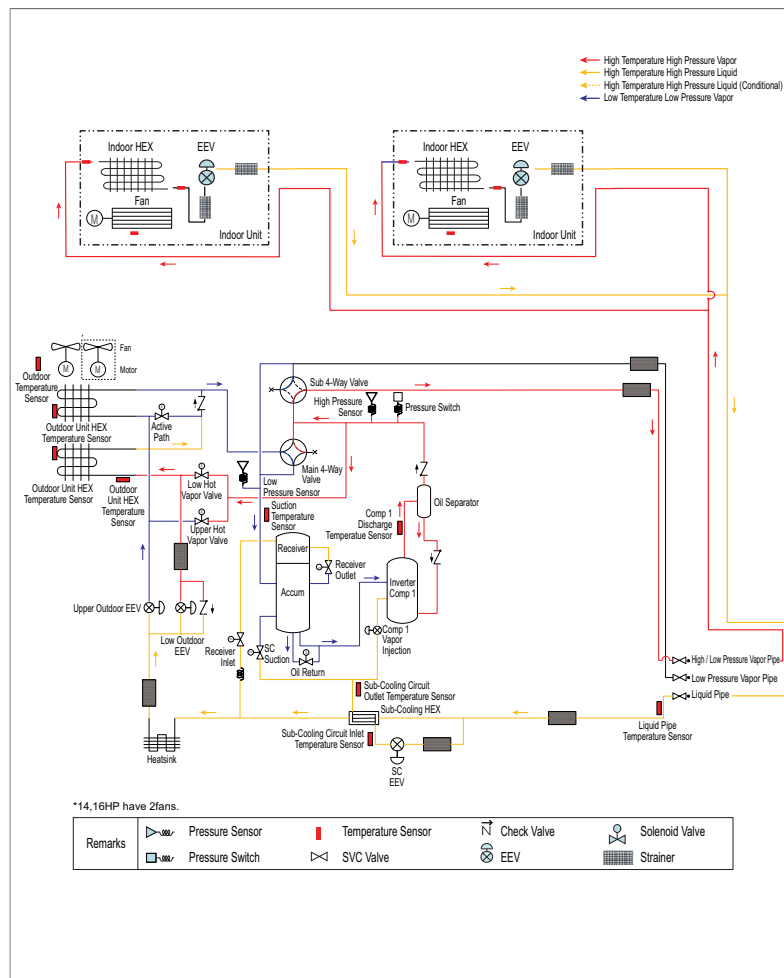 High Temperature High Pressure Vapor
High Temperature High Pressure Liquid
High Temperature High Pressure Liquid (Conditional)
Low Temperature Low Pressure Vapor
Indoor HEX
EEV
Fan
M
Indoor Unit
Indoor HEX
EEV
Fan
M
Indoor Unit
Fan
M
M
Motor
Outdoor
Temperature
Sensor
Outdoor Unit HEX
Temperature Sensor
Active
Path
Outdoor Unit HEX
Temperature Sensor
Outdoor
Unit HEX
Temperature
Sensor
Low Hot
Vapor Valve
Upper Hot
Vapor Valve
Sub 4-Way Valve
High Pressure
Sensor
Pressure Switch
Main 4-Way
Valve
Low
Pressure Sensor
Suction
Temperature
Sensor
Oil Separator
Comp 1
Discharge
Temperatue Sensor
Receiver
Receiver
Outlet
Accum
Inverter
Comp 1
Upper Outdoor EEV
Low Outdoor
EEV
Receiver
Inlet
SC
Suction
Oil Return
Comp 1
Vapor
Injection
High / Low Pressure Vapor Pipe
Low Pressure Vapor Pipe
Liquid Pipe
Sub-Cooling Circuit
Outlet Temperature Sensor
Sub-Cooling HEX
Sub-Cooling Circuit Inlet
Temperature Sensor
Liquid Pipe
Temperature Sensor
Heatsink
SC
EEV
*14,16HP have 2fans.
Remarks
Pressure Sensor
Temperature Sensor
Check Valve
Solenoid Valve
Pressure Switch
SVC Valve
EEV
Strainer